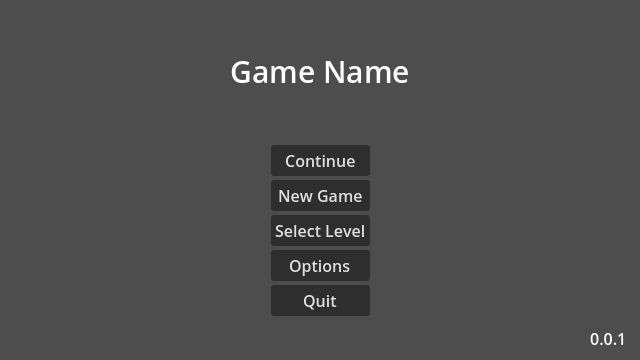 Game Name
Continue
New Game
Select Level
Options
Quit
0.0.1